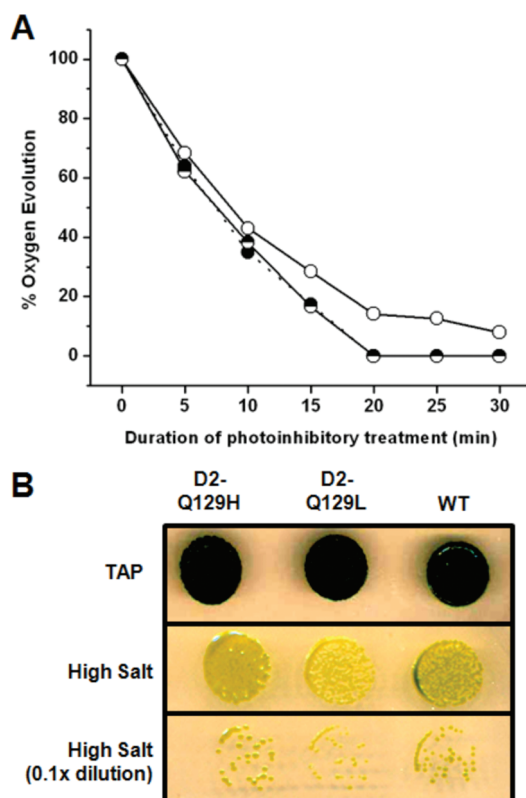 A
100
80
60
40
20
0
% Oxygen Evolution
0 5 10 15 20 25 30
Duration of photoinhibitory treatment (min)
B
D2-
Q129H
D2-
Q129L
WT
TAP
High Salt
High Salt
(0.1x dilution)